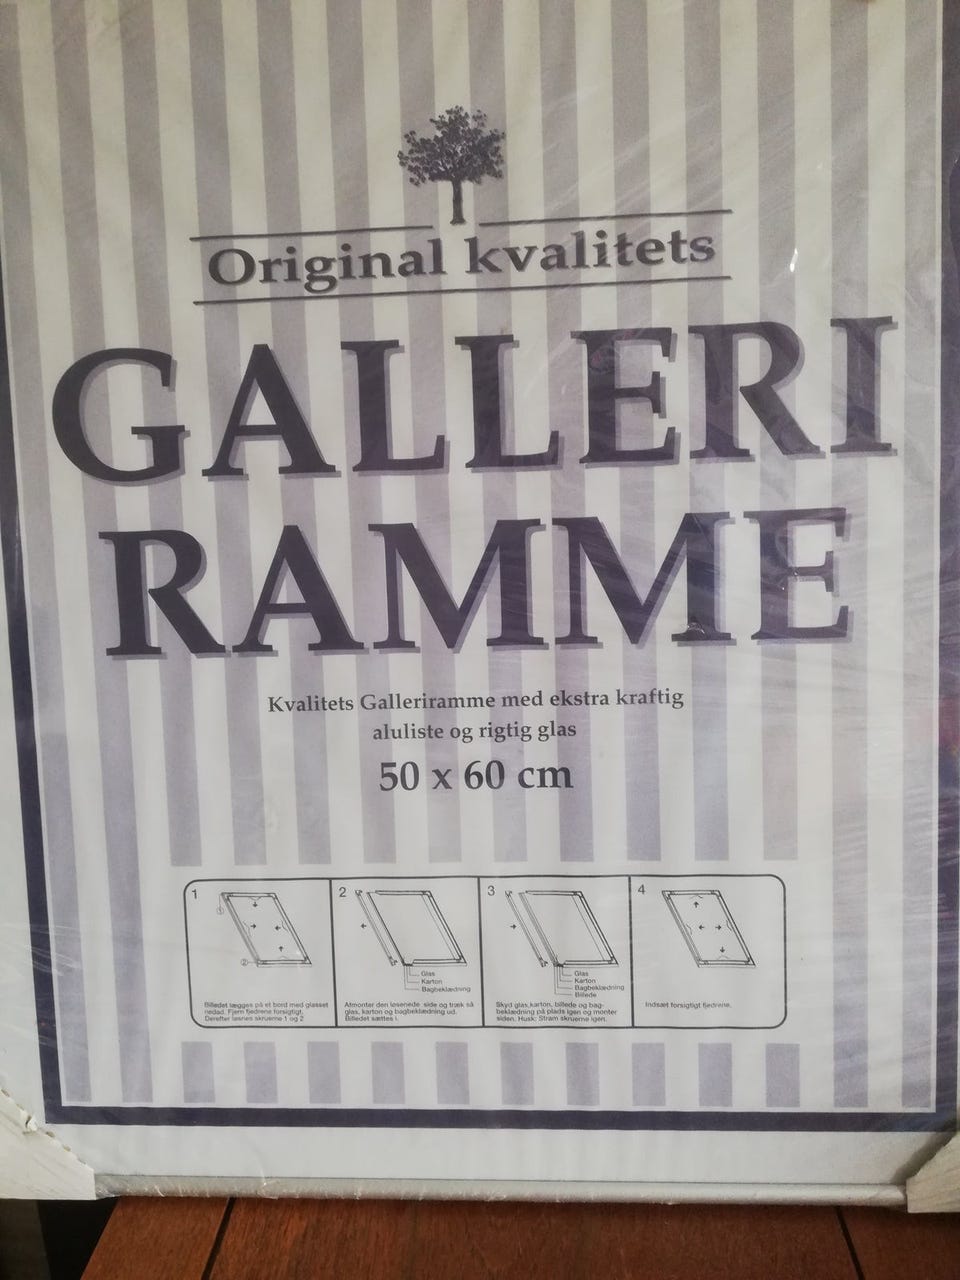 Original kvalitets
GALLERI
RAMME
Kvalitets Galleriramme med ekstra kraftig
aluliste og rigtig glas
50 x 60 cm
1
1
2
Billedet lægges på et bord med glasset
nedad. Fjern fjedrene forsigtigt.
Derefter løsnes skruerne 1 og 2
2
Glas
Karton
Bagbeklædning
Afmonter den løsnede side og træk så
glas, karton og bagbeklædning ud.
Billedet sættes i.
3
Glas
Karton
Bagbeklædning
Billede
Skyd glas, karton, billede og bag-
beklædning på plads igen og monter
siden. Husk: Stram skruerne igen.
4
Indsæt forsigtigt fjedrene.